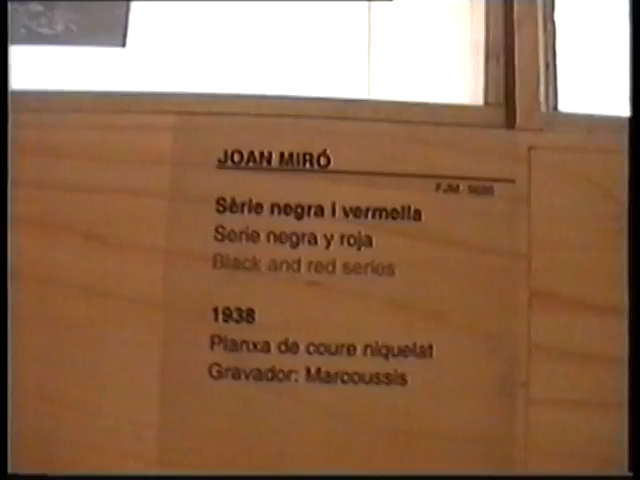 JOAN MIRÓ
FJM
Sèrie negra i vermella
Serie negra y roja
Black and red series
1938
Planxa de coure niquelat
Gravador: Marcoussis